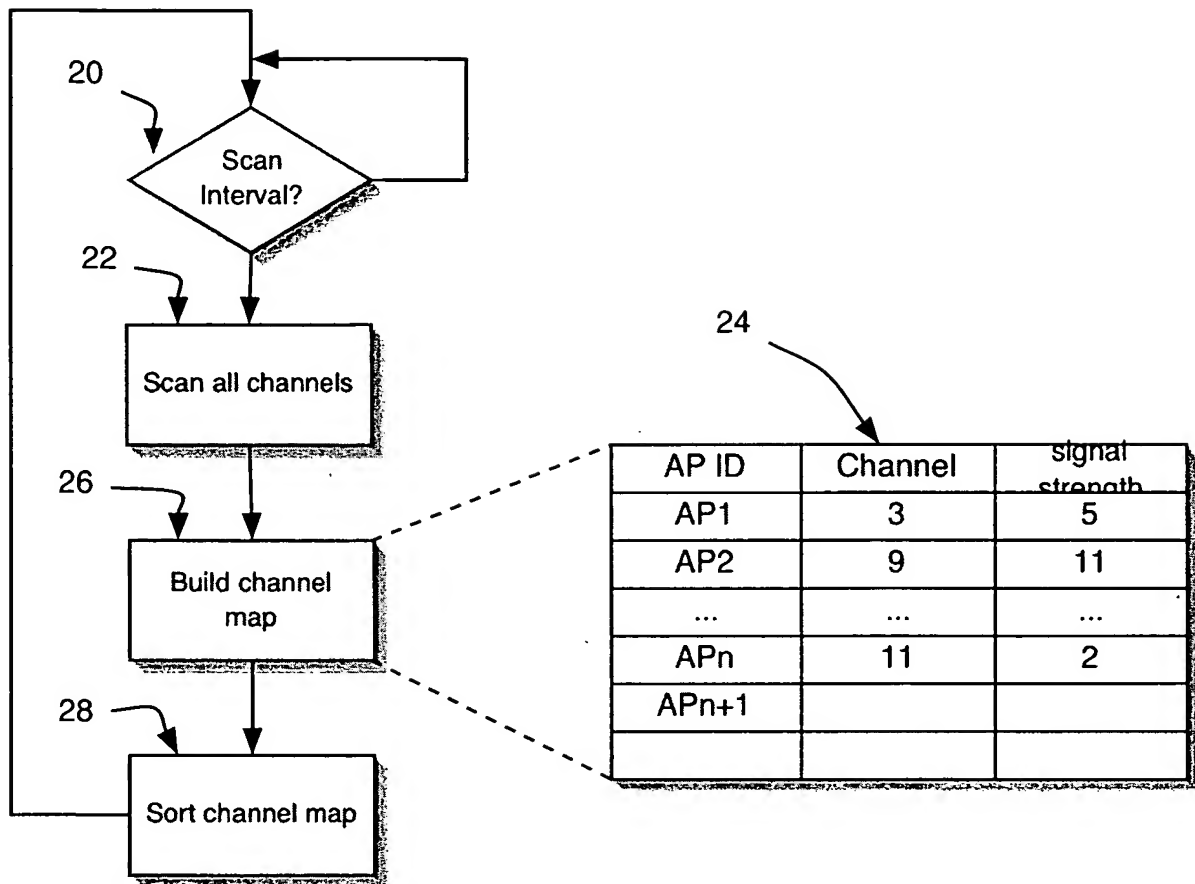 20
Scan
Interval?
22
Scan all channels
24
26
Build channel
map
AP ID Channel signal
strength
AP1 3 5
AP2 9 11
... ... ...
APn 11 2
APn+1
28
Sort channel map